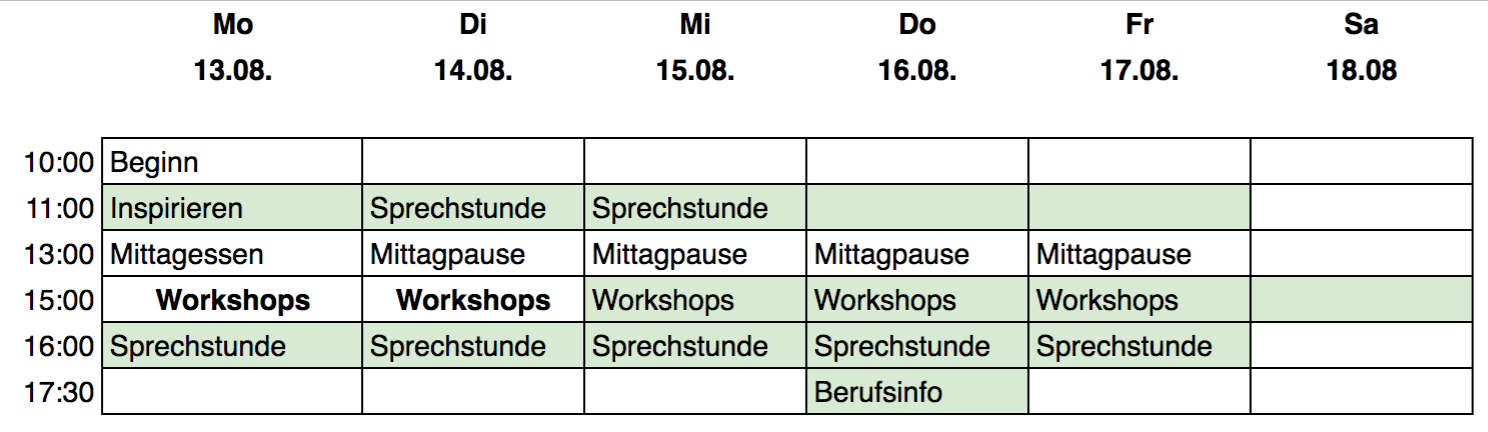 Mo Di Mi Do Fr Sa
13.08. 14.08. 15.08. 16.08. 17.08. 18.08
10:00 Beginn
11:00 Inspirieren Sprechstunde Sprechstunde
13:00 Mittagessen Mittagpause Mittagpause Mittagpause Mittagpause
15:00 Workshops Workshops Workshops Workshops Workshops
16:00 Sprechstunde Sprechstunde Sprechstunde Sprechstunde Sprechstunde
17:30 Berufsinfo